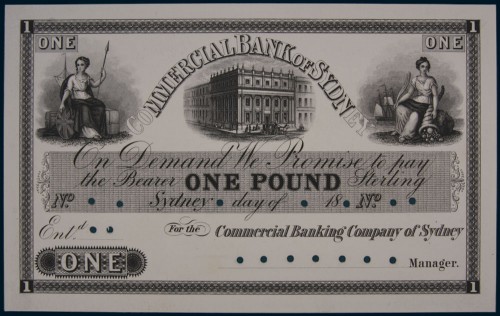 1 1
ONE COMMERCIAL BANK OF SYDNEY ONE
On Demand We Promise to pay
the Bearer ONE POUND Sterling
No Sydney day of 18 No
Ent.d For the Commercial Banking Company of Sydney
ONE Manager.
1 1